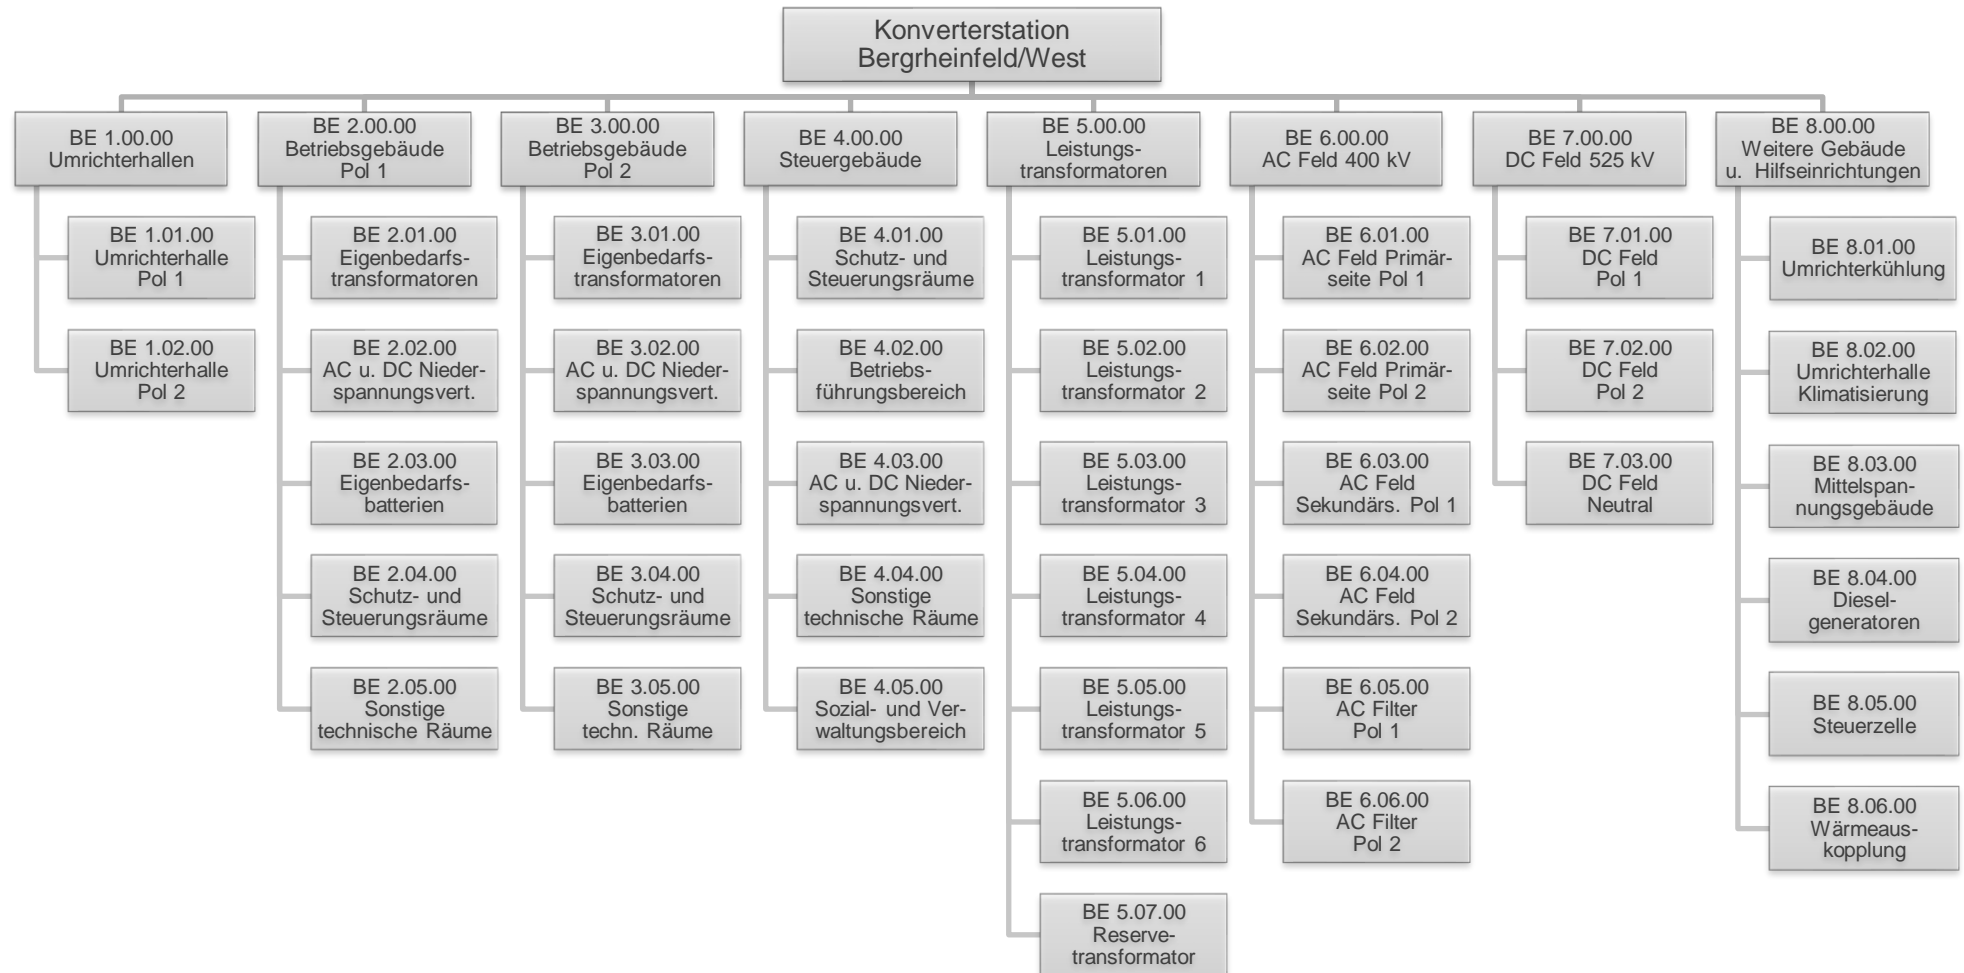 Konverterstation
Bergrheinfeld/West
BE 1.00.00
Umrichterhallen
BE 1.01.00
Umrichterhalle
Pol 1
BE 1.02.00
Umrichterhalle
Pol 2
BE 2.00.00
Betriebsgebäude
Pol 1
BE 2.01.00
Eigenbedarfs-
transformatoren
BE 2.02.00
AC u. DC Nieder-
spannungsvert.
BE 2.03.00
Eigenbedarfs-
batterien
BE 2.04.00
Schutz- und
Steuerungsräume
BE 2.05.00
Sonstige
technische Räume
BE 3.00.00
Betriebsgebäude
Pol 2
BE 3.01.00
Eigenbedarfs-
transformatoren
BE 3.02.00
AC u. DC Nieder-
spannungsvert.
BE 3.03.00
Eigenbedarfs-
batterien
BE 3.04.00
Schutz- und
Steuerungsräume
BE 3.05.00
Sonstige
techn. Räume
BE 4.00.00
Steuergebäude
BE 4.01.00
Schutz- und
Steuerungsräume
BE 4.02.00
Betriebs-
führungsbereich
BE 4.03.00
AC u. DC Nieder-
spannungsvert.
BE 4.04.00
Sonstige
technische Räume
BE 4.05.00
Sozial- und Ver-
waltungsbereich
BE 5.00.00
Leistungs-
transformatoren
BE 5.01.00
Leistungs-
transformator 1
BE 5.02.00
Leistungs-
transformator 2
BE 5.03.00
Leistungs-
transformator 3
BE 5.04.00
Leistungs-
transformator 4
BE 5.05.00
Leistungs-
transformator 5
BE 5.06.00
Leistungs-
transformator 6
BE 5.07.00
Reserve-
transformator
BE 6.00.00
AC Feld 400 kV
BE 6.01.00
AC Feld Primär-
seite Pol 1
BE 6.02.00
AC Feld Primär-
seite Pol 2
BE 6.03.00
AC Feld
Sekundärs. Pol 1
BE 6.04.00
AC Feld
Sekundärs. Pol 2
BE 6.05.00
AC Filter
Pol 1
BE 6.06.00
AC Filter
Pol 2
BE 7.00.00
DC Feld 525 kV
BE 7.01.00
DC Feld
Pol 1
BE 7.02.00
DC Feld
Pol 2
BE 7.03.00
DC Feld
Neutral
BE 8.00.00
Weitere Gebäude
u. Hilfseinrichtungen
BE 8.01.00
Umrichterkühlung
BE 8.02.00
Umrichterhalle
Klimatisierung
BE 8.03.00
Mittelspan-
nungsgebäude
BE 8.04.00
Diesel-
generatoren
BE 8.05.00
Steuerzelle
BE 8.06.00
Wärmeaus-
kopplung